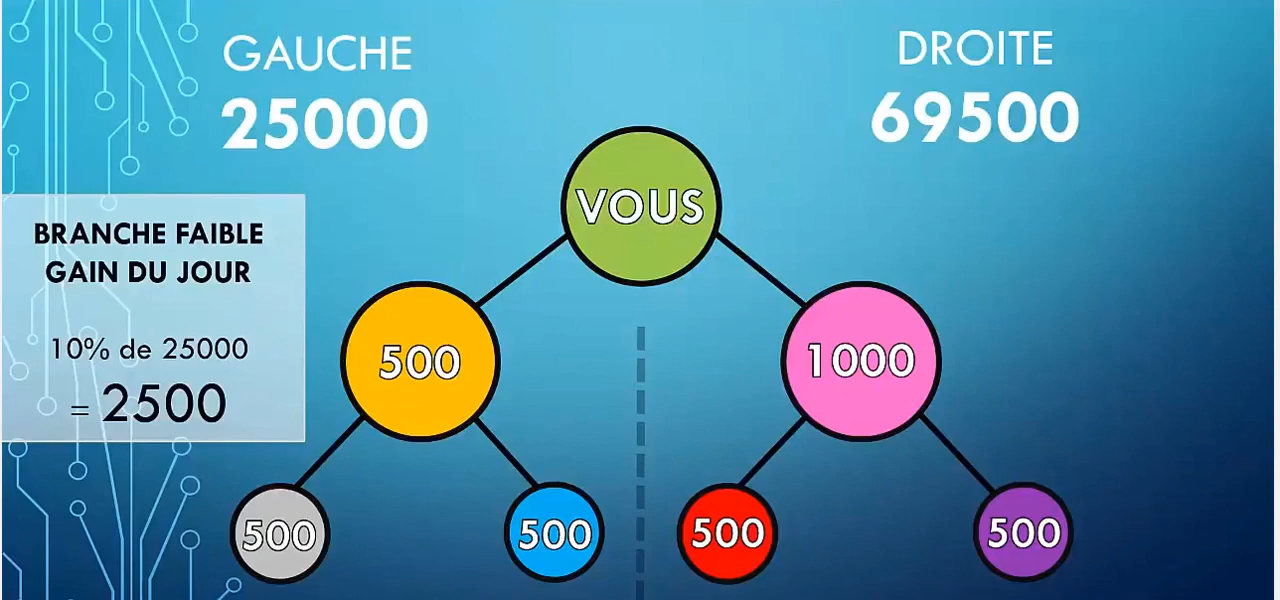 GAUCHE
25000
DROITE
69500
VOUS
BRANCHE FAIBLE
GAIN DU JOUR
10% de 25000
= 2500
500
1000
500
500
500
500